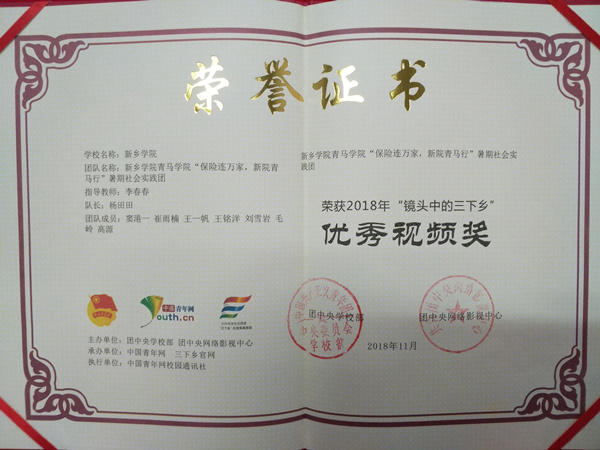 荣誉证书
学校名称：新乡学院
团队名称：新乡学院青马学院“保险连万家，新院青
马行”暑期社会实践团
指导教师：李春春
队长：杨田田
团队成员：窦港一 崔雨楠 王一帆 王铭洋 刘雪岩 毛
岭 高源
中国青年网
Youth.cn
主办单位：团中央学校部 团中央网络影视中心
承办单位：中国青年网 三下乡官网
执行单位：中国青年网校园通讯社
新乡学院青马学院“保险连万家，新院青马行”暑期社会实
践团
荣获2018年“镜头中的三下乡”
优秀视频奖
团中央学校部
团中央网络影视中心
2018年11月